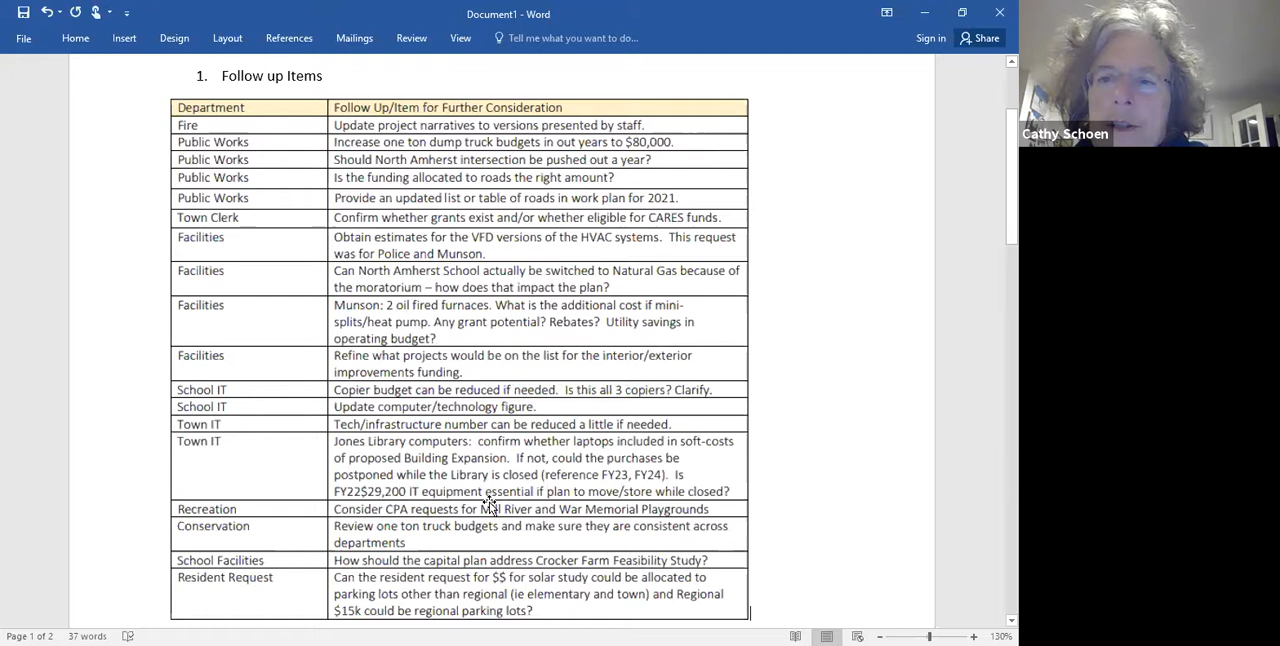 Document1 - Word
File
Home
Insert
Design
Layout
References
Mailings
Review
View
Tell me what you want to do...
Sign in
Share
Cathy Schoen
1. Follow up Items
Department Follow Up/Item for Further Consideration
Fire Update project narratives to versions presented by staff.
Public Works Increase one ton dump truck budgets in out years to $80,000.
Public Works Should North Amherst intersection be pushed out a year?
Public Works Is the funding allocated to roads the right amount?
Public Works Provide an updated list or table of roads in work plan for 2021.
Town Clerk Confirm whether grants exist and/or whether eligible for CARES funds.
Facilities Obtain estimates for the VFD versions of the HVAC systems. This request
was for Police and Munson.
Facilities Can North Amherst School actually be switched to Natural Gas because of
the moratorium – how does that impact the plan?
Facilities Munson: 2 oil fired furnaces. What is the additional cost if mini-
splits/heat pump. Any grant potential? Rebates? Utility savings in
operating budget?
Facilities Refine what projects would be on the list for the interior/exterior
improvements funding.
School IT Copier budget can be reduced if needed. Is this all 3 copiers? Clarify.
School IT Update computer/technology figure.
Town IT Tech/infrastructure number can be reduced a little if needed.
Town IT Jones Library computers: confirm whether laptops included in soft-costs
of proposed Building Expansion. If not, could the purchases be
postponed while the Library is closed (reference FY23, FY24). Is
FY22$29,200 IT equipment essential if plan to move/store while closed?
Recreation Consider CPA requests for Mill River and War Memorial Playgrounds
Conservation Review one ton truck budgets and make sure they are consistent across
departments
School Facilities How should the capital plan address Crocker Farm Feasibility Study?
Resident Request Can the resident request for $$ for solar study could be allocated to
parking lots other than regional (ie elementary and town) and Regional
$15k could be regional parking lots?
Page 1 of 2
37 words
130%